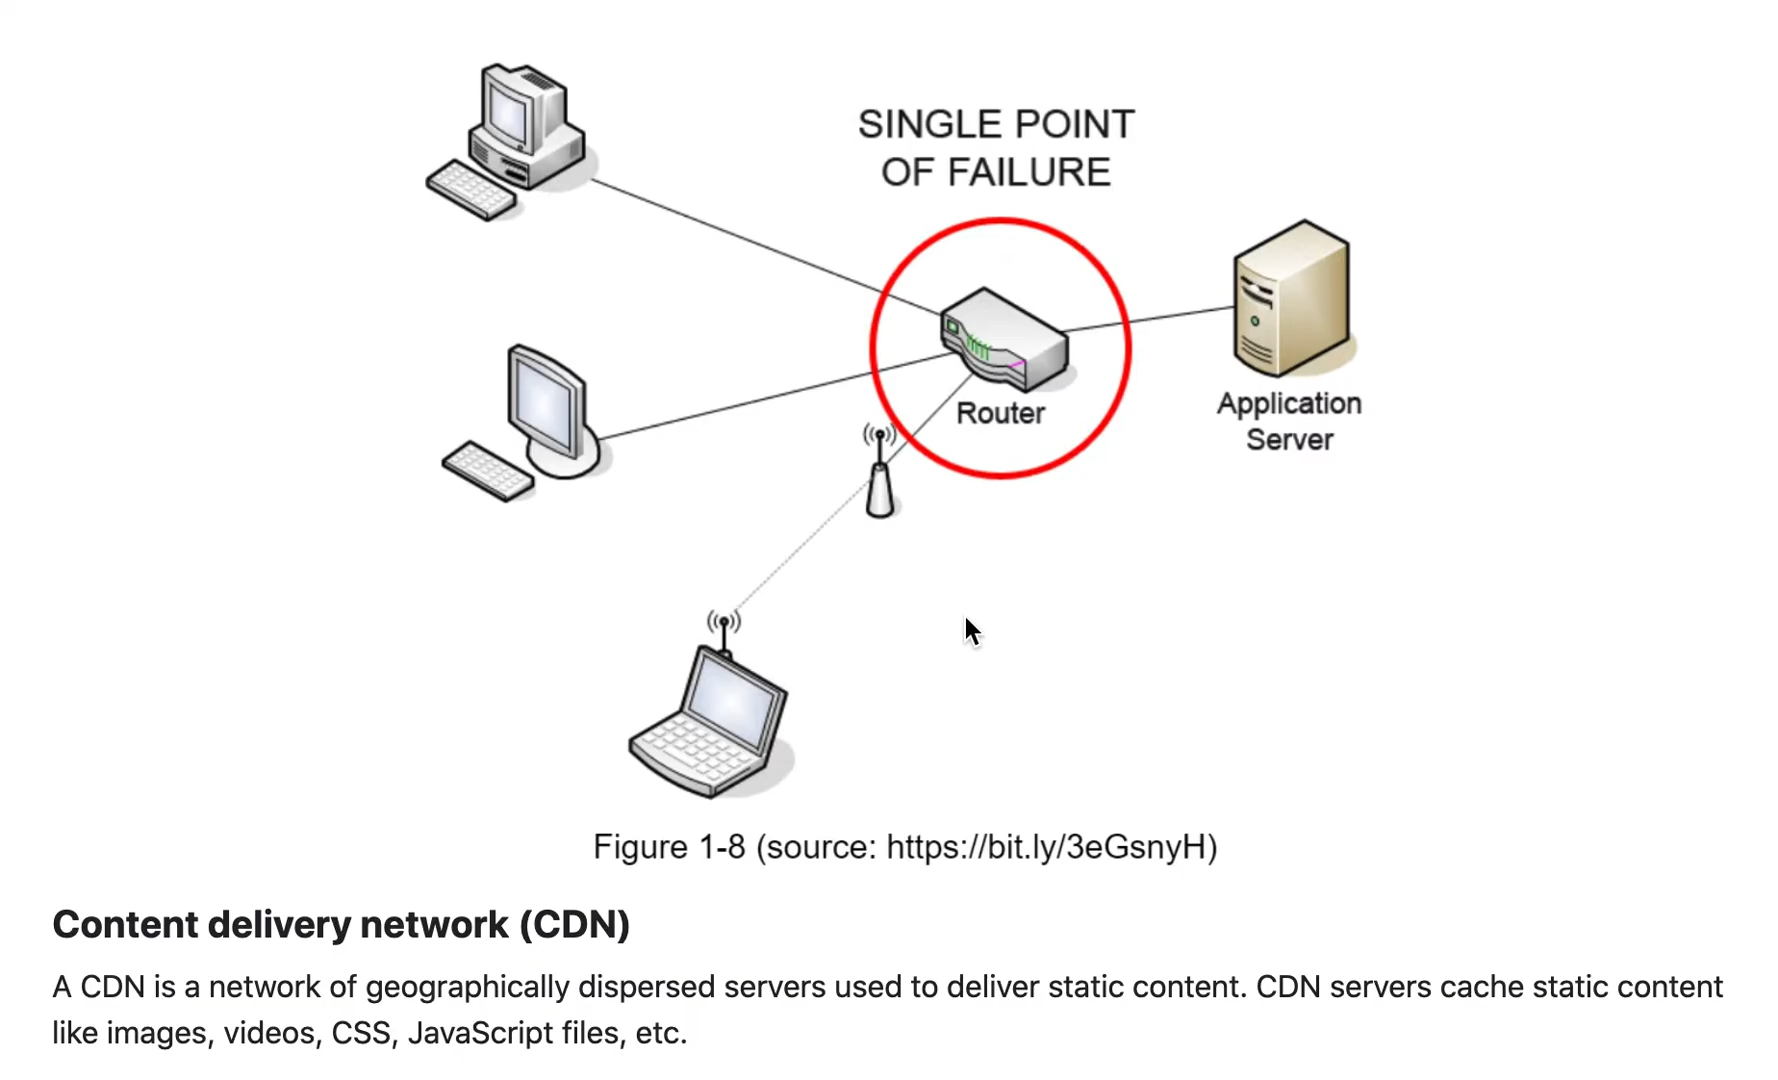 SINGLE POINT
OF FAILURE
Router
Application
Server
Figure 1-8 (source: https://bit.ly/3eGsnyH)
Content delivery network (CDN)
A CDN is a network of geographically dispersed servers used to deliver static content. CDN servers cache static content
like images, videos, CSS, JavaScript files, etc.